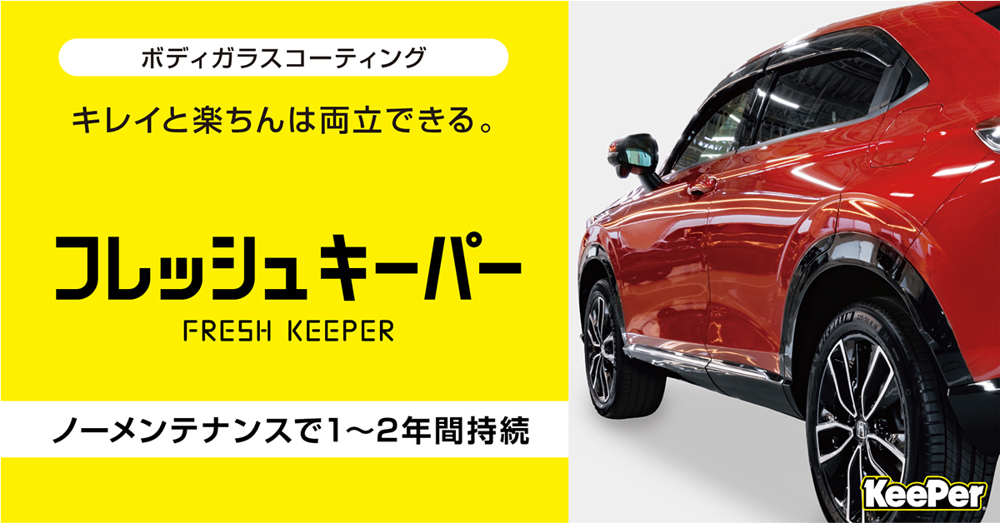 ボディガラスコーティング
キレイと楽ちんは両立できる。
フレッシュキーパー
FRESH KEEPER
ノーメンテナンスで1～2年間持続
MICHELIN
KeePer